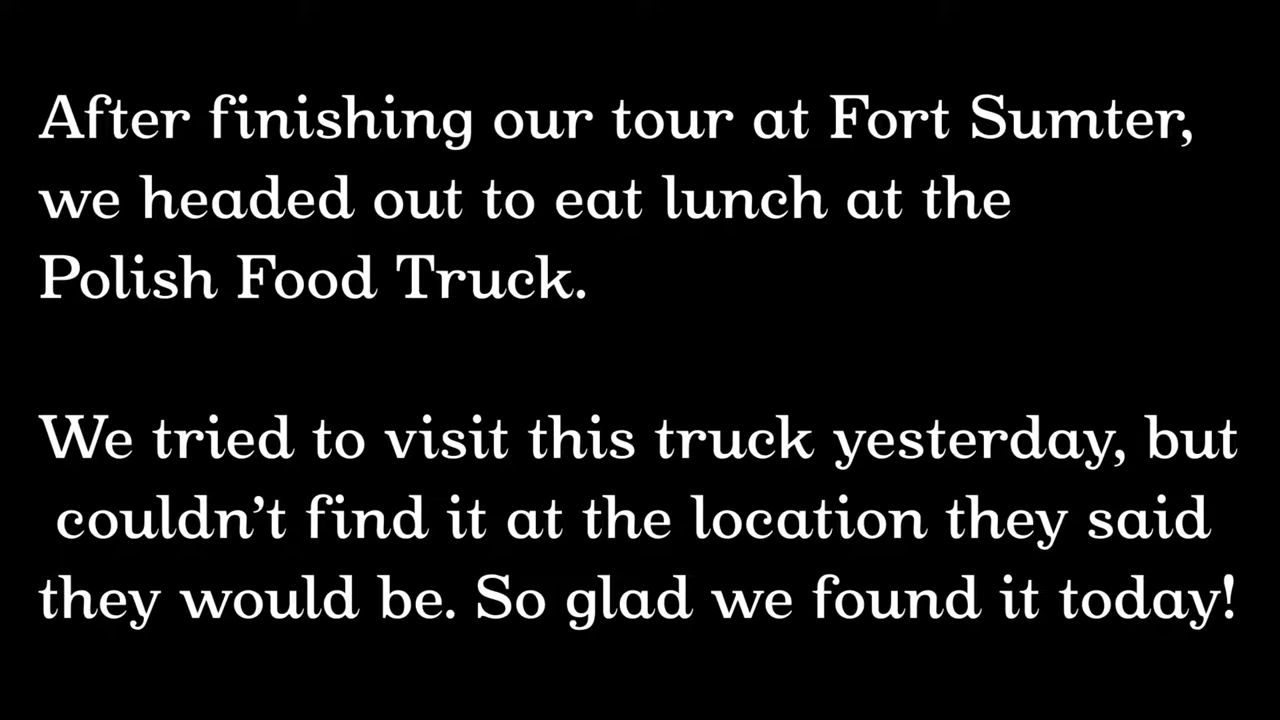 After finishing our tour at Fort Sumter,
we headed out to eat lunch at the
Polish Food Truck.
We tried to visit this truck yesterday, but
couldn’t find it at the location they said
they would be. So glad we found it today!